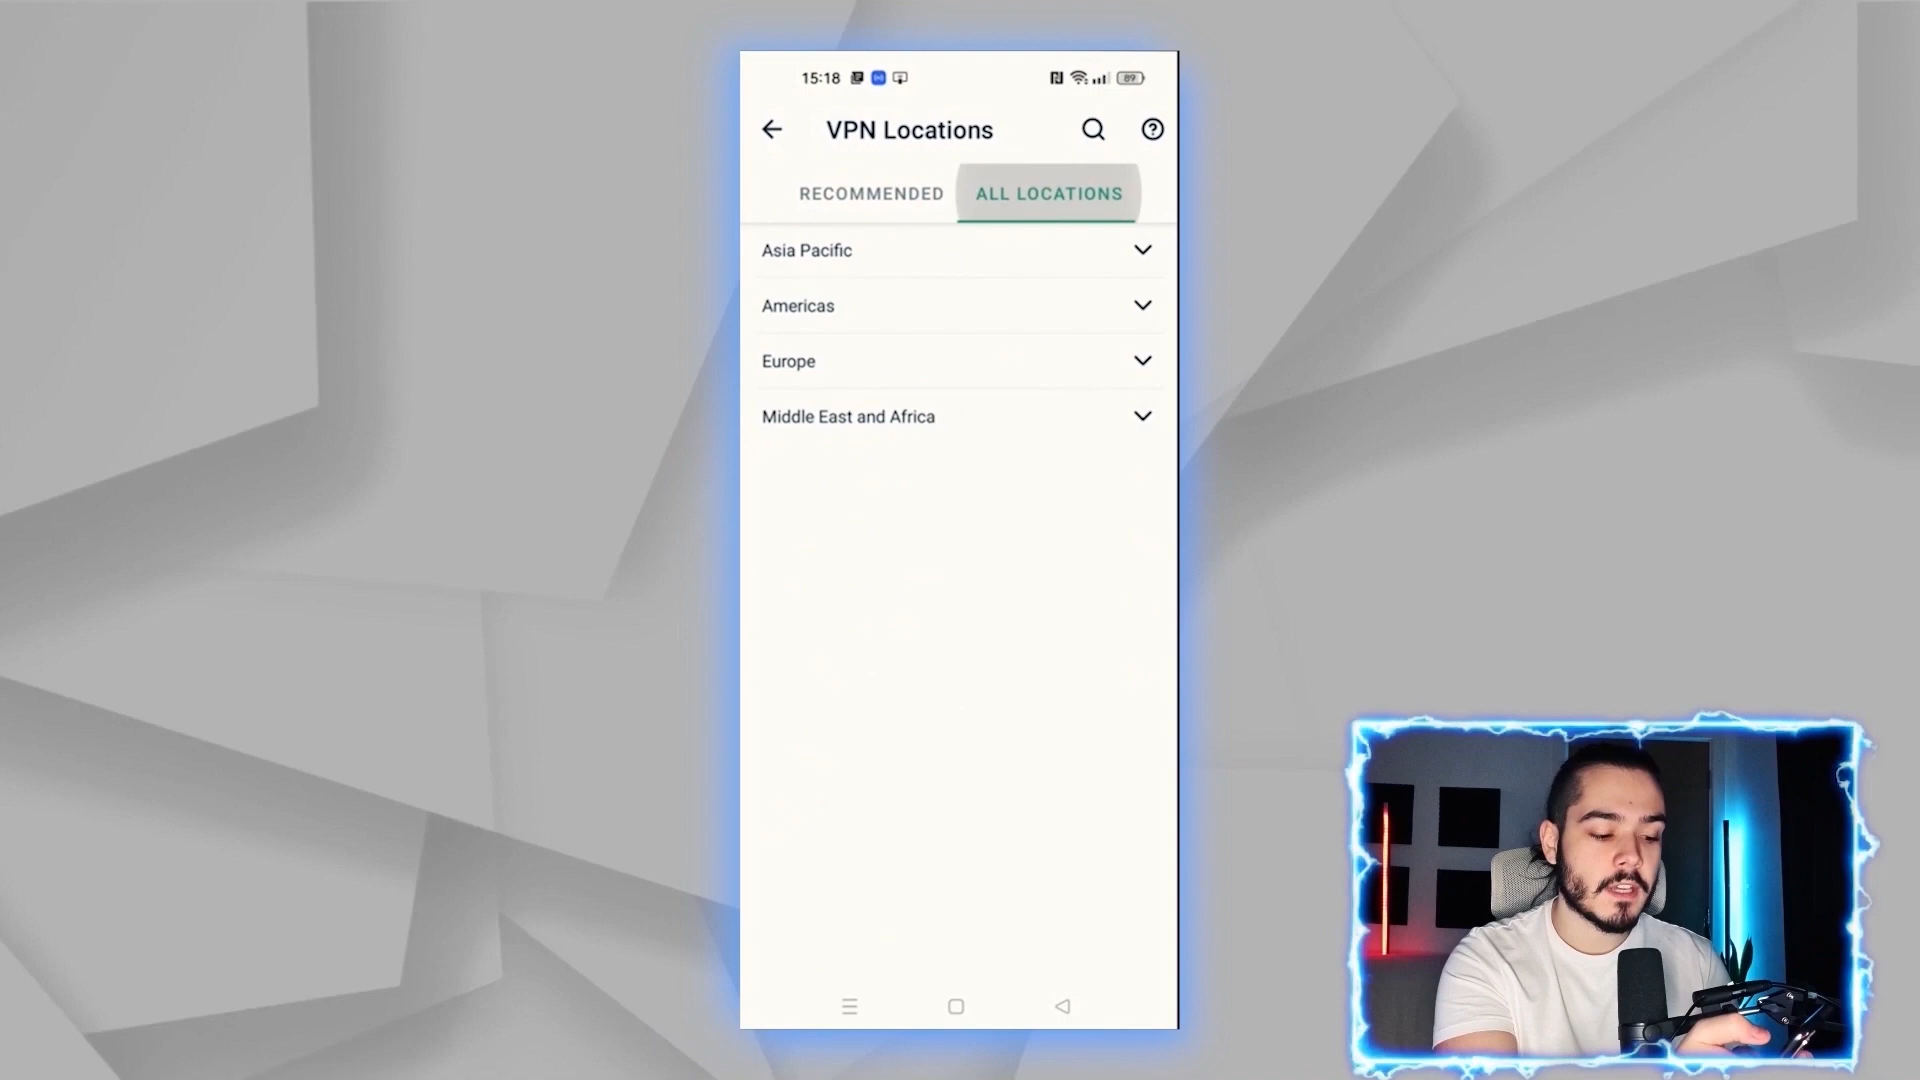 15:18
89
VPN Locations
RECOMMENDED
ALL LOCATIONS
Asia Pacific
Americas
Europe
Middle East and Africa